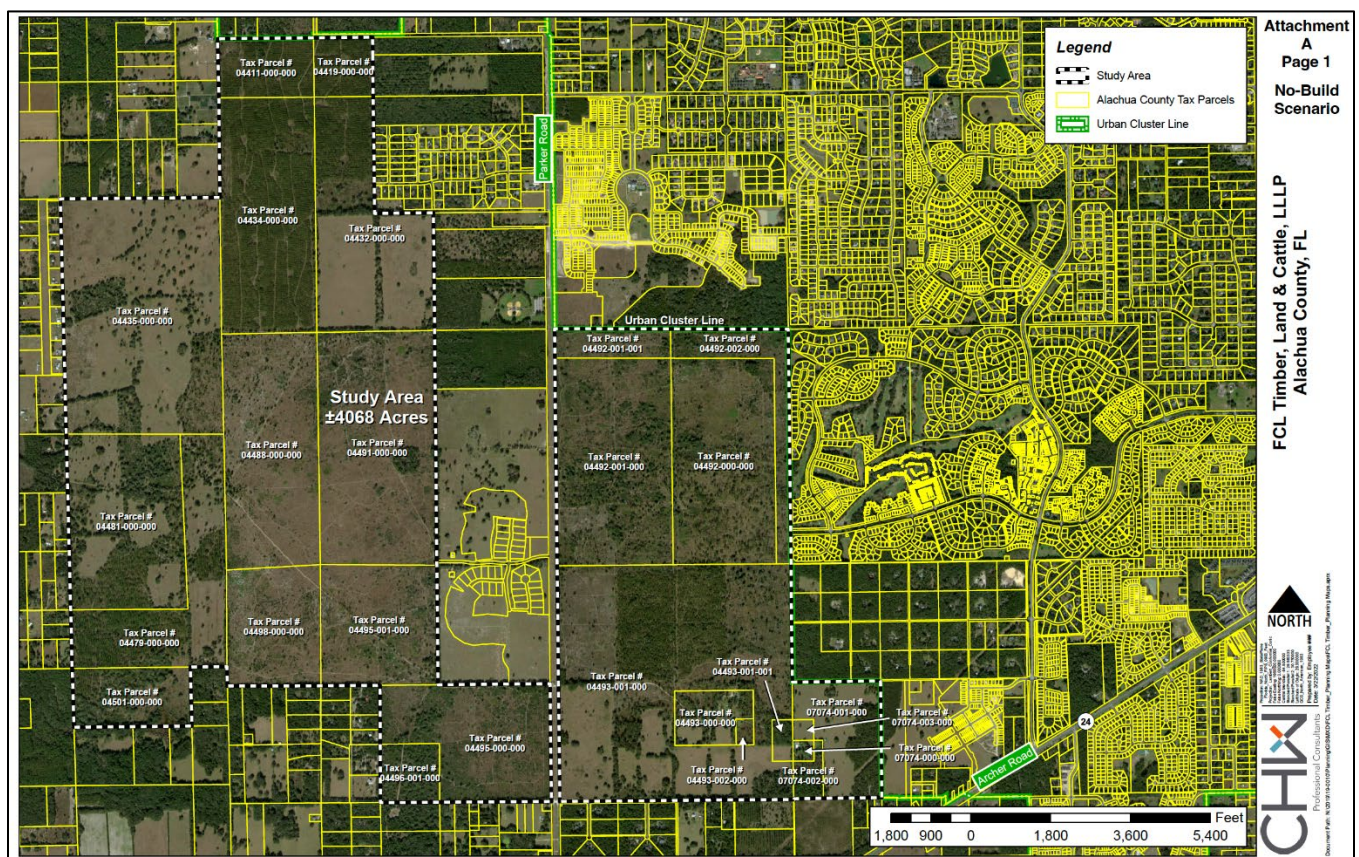 Attachment
A
Page 1
No-Build
Scenario
FCL Timber, Land & Cattle, LLLP
Alachua County, FL
Legend
Study Area
Alachua County Tax Parcels
Urban Cluster Line
Tax Parcel #
04411-000-000
Tax Parcel #
04419-000-000
Parker Road
Tax Parcel #
04434-000-000
Tax Parcel #
04432-000-000
Tax Parcel #
04435-000-000
Urban Cluster Line
Tax Parcel #
04492-001-001
Tax Parcel #
04492-002-000
Study Area
±4068 Acres
Tax Parcel #
04488-000-000
Tax Parcel #
04491-000-000
Tax Parcel #
04492-001-000
Tax Parcel #
04492-000-000
Tax Parcel #
04481-000-000
Tax Parcel #
04479-000-000
Tax Parcel #
04498-000-000
Tax Parcel #
04495-001-000
Tax Parcel #
04501-000-000
Tax Parcel #
04493-001-000
Tax Parcel #
04493-001-001
Tax Parcel #
07074-001-000
Tax Parcel #
04493-000-000
Tax Parcel #
07074-003-000
Tax Parcel #
04495-000-000
Tax Parcel #
07074-000-000
Tax Parcel #
04496-001-000
Tax Parcel #
04493-002-000
Tax Parcel #
07074-002-000
24
Archer Road
Feet
1,800 900 0 1,800 3,600 5,400
NORTH
CHW
Professional Consultants